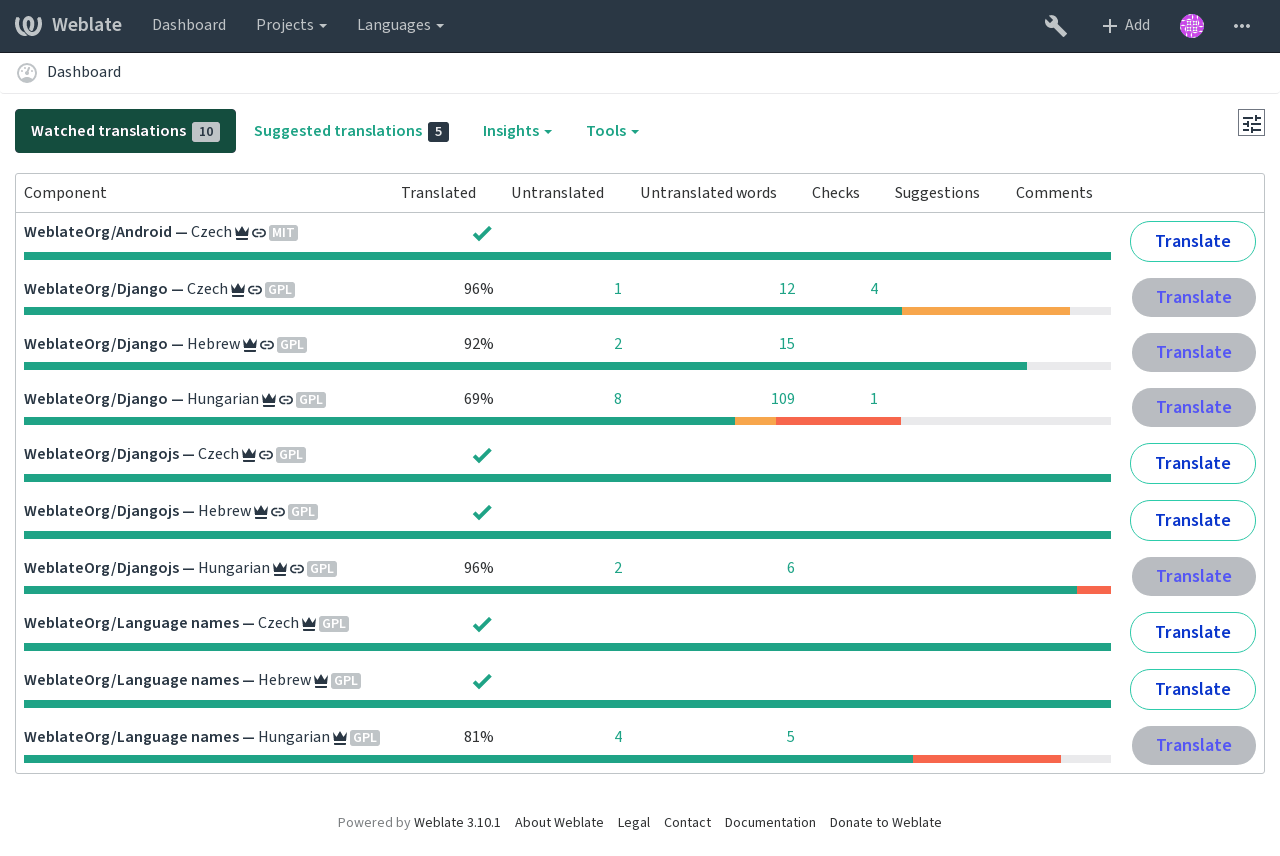 Weblate Dashboard Projects Languages Add
Dashboard
Watched translations 10 Suggested translations 5 Insights Tools
Component Translated Untranslated Untranslated words Checks Suggestions Comments
WeblateOrg/Android — Czech MIT Translate
WeblateOrg/Django — Czech GPL 96% 1 12 4 Translate
WeblateOrg/Django — Hebrew GPL 92% 2 15 Translate
WeblateOrg/Django — Hungarian GPL 69% 8 109 1 Translate
WeblateOrg/Djangojs — Czech GPL Translate
WeblateOrg/Djangojs — Hebrew GPL Translate
WeblateOrg/Djangojs — Hungarian GPL 96% 2 6 Translate
WeblateOrg/Language names — Czech GPL Translate
WeblateOrg/Language names — Hebrew GPL Translate
WeblateOrg/Language names — Hungarian GPL 81% 4 5 Translate
Powered by Weblate 3.10.1 About Weblate Legal Contact Documentation Donate to Weblate